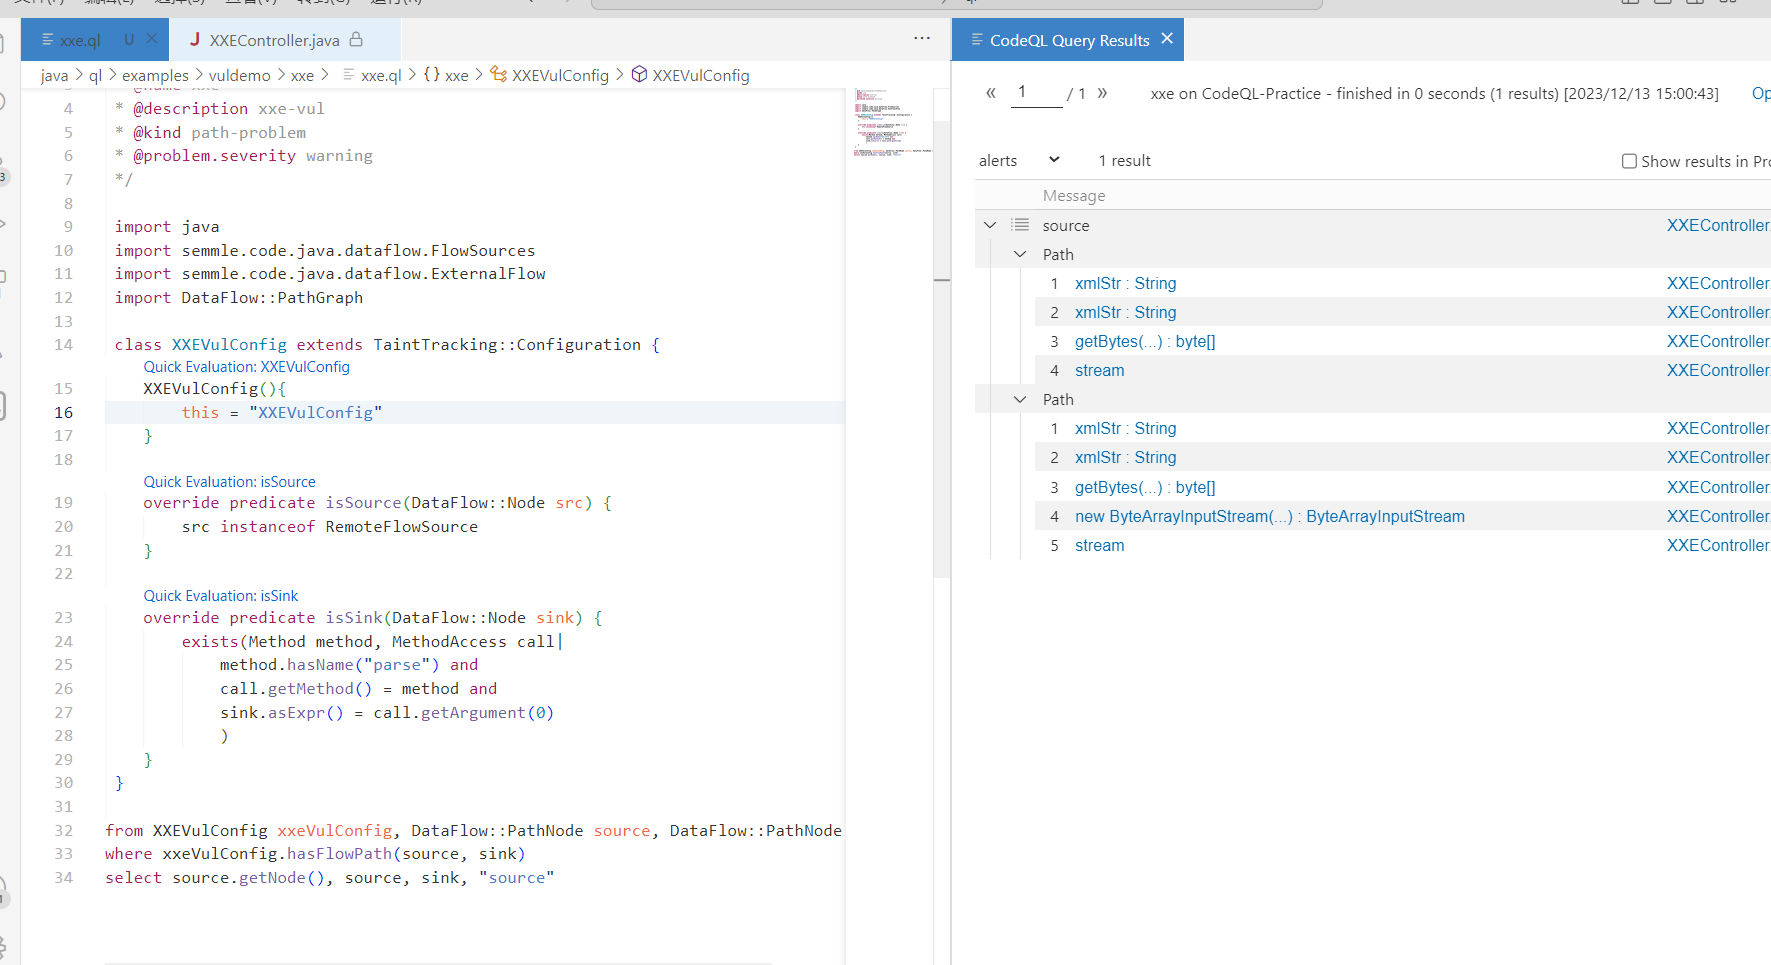 xxe.ql U
XXEController.java
java > ql > examples > vuldemo > xxe > xxe.ql > {} xxe > XXEVulConfig > XXEVulConfig
4 * @description xxe-vul
5 * @kind path-problem
6 * @problem.severity warning
7 */
8
9 import java
10 import semmle.code.java.dataflow.FlowSources
11 import semmle.code.java.dataflow.ExternalFlow
12 import DataFlow::PathGraph
13
14 class XXEVulConfig extends TaintTracking::Configuration {
Quick Evaluation: XXEVulConfig
15 XXEVulConfig(){
16 this = "XXEVulConfig"
17 }
18
Quick Evaluation: isSource
19 override predicate isSource(DataFlow::Node src) {
20 src instanceof RemoteFlowSource
21 }
22
Quick Evaluation: isSink
23 override predicate isSink(DataFlow::Node sink) {
24 exists(Method method, MethodAccess call|
25 method.hasName("parse") and
26 call.getMethod() = method and
27 sink.asExpr() = call.getArgument(0)
28 )
29 }
30 }
31
32 from XXEVulConfig xxeVulConfig, DataFlow::PathNode source, DataFlow::PathNode
33 where xxeVulConfig.hasFlowPath(source, sink)
34 select source.getNode(), source, sink, "source"
CodeQL Query Results
« 1 / 1 » xxe on CodeQL-Practice - finished in 0 seconds (1 results) [2023/12/13 15:00:43] Op
alerts 1 result Show results in Pro
Message
source XXEController.
Path
1 xmlStr : String XXEController.
2 xmlStr : String XXEController.
3 getBytes(...) : byte[] XXEController.
4 stream XXEController.
Path
1 xmlStr : String XXEController.
2 xmlStr : String XXEController.
3 getBytes(...) : byte[] XXEController.
4 new ByteArrayInputStream(...) : ByteArrayInputStream XXEController.
5 stream XXEController.